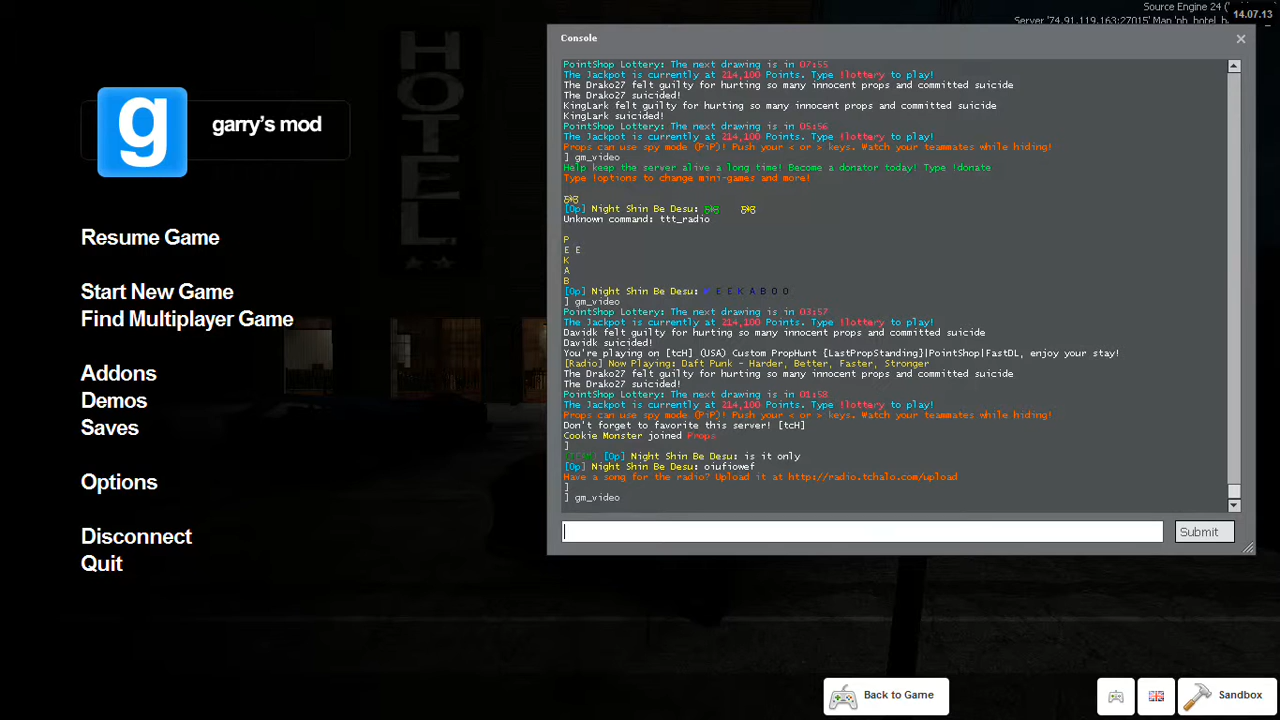 Source Engine 24 ('
14.07.13
Server '74.91.119.163:27015' Map 'ph_hotel_b
HOTEL
g
garry's mod
Resume Game
Start New Game
Find Multiplayer Game
Addons
Demos
Saves
Options
Disconnect
Quit
Console
PointShop Lottery: The next drawing is in 07:55
The Jackpot is currently at 214,100 Points. Type !lottery to play!
The Drako27 felt guilty for hurting so many innocent props and committed suicide
The Drako27 suicided!
KingLark felt guilty for hurting so many innocent props and committed suicide
KingLark suicided!
PointShop Lottery: The next drawing is in 05:56
The Jackpot is currently at 214,100 Points. Type !lottery to play!
Props can use spy mode (PiP)! Push your < or > keys. Watch your teammates while hiding!
] gm_video
Help keep the server alive a long time! Become a donator today! Type !donate
Type !options to change mini-games and more!
[Op] Night Shin Be Desu:
Unknown command: ttt_radio
P
E E
K
A
B
[Op] Night Shin Be Desu: P E E K A B O O
] gm_video
PointShop Lottery: The next drawing is in 03:57
The Jackpot is currently at 214,100 Points. Type !lottery to play!
Davidk felt guilty for hurting so many innocent props and committed suicide
Davidk suicided!
You're playing on [tcH] (USA) Custom PropHunt [LastPropStanding]|PointShop|FastDL, enjoy your stay!
[Radio] Now Playing: Daft Punk - Harder, Better, Faster, Stronger
The Drako27 felt guilty for hurting so many innocent props and committed suicide
The Drako27 suicided!
PointShop Lottery: The next drawing is in 01:58
The Jackpot is currently at 214,100 Points. Type !lottery to play!
Props can use spy mode (PiP)! Push your < or > keys. Watch your teammates while hiding!
Don't forget to favorite this server! [tcH]
Cookie Monster joined Props
]
(TEAM) [Op] Night Shin Be Desu: is it only
[Op] Night Shin Be Desu: oiufiowef
Have a song for the radio? Upload it at http://radio.tchalo.com/upload
]
] gm_video
Submit
Back to Game
Sandbox